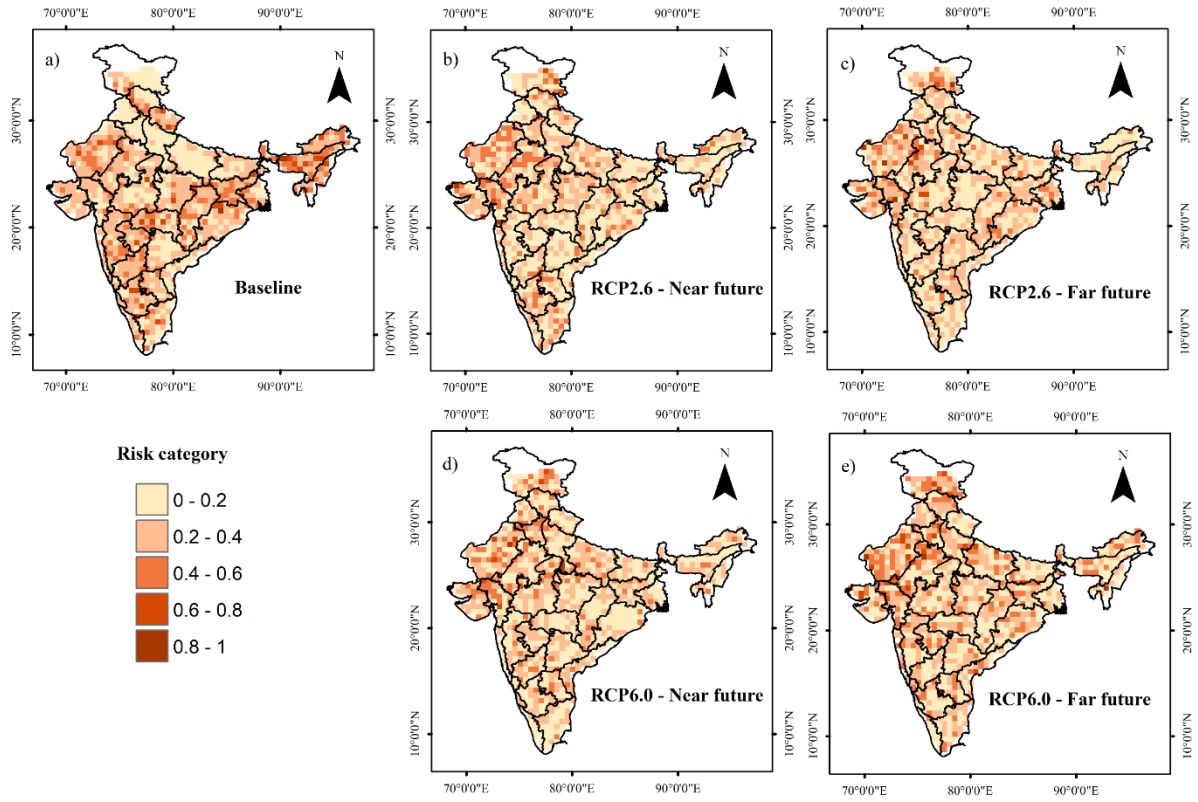 70°0'0"E 80°0'0"E 90°0'0"E
70°0'0"E 80°0'0"E 90°0'0"E
70°0'0"E 80°0'0"E 90°0'0"E
a)
N
b)
N
c)
N
30°0'0"N
30°0'0"N
30°0'0"N
30°0'0"N
20°0'0"N
20°0'0"N
20°0'0"N
20°0'0"N
10°0'0"N
10°0'0"N
10°0'0"N
10°0'0"N
Baseline
RCP2.6 - Near future
RCP2.6 - Far future
70°0'0"E 80°0'0"E 90°0'0"E
70°0'0"E 80°0'0"E 90°0'0"E
70°0'0"E 80°0'0"E 90°0'0"E
Risk category
0 - 0.2
0.2 - 0.4
0.4 - 0.6
0.6 - 0.8
0.8 - 1
70°0'0"E 80°0'0"E 90°0'0"E
70°0'0"E 80°0'0"E 90°0'0"E
d)
N
e)
N
30°0'0"N
30°0'0"N
30°0'0"N
20°0'0"N
20°0'0"N
20°0'0"N
10°0'0"N
10°0'0"N
10°0'0"N
RCP6.0 - Near future
RCP6.0 - Far future
70°0'0"E 80°0'0"E 90°0'0"E
70°0'0"E 80°0'0"E 90°0'0"E